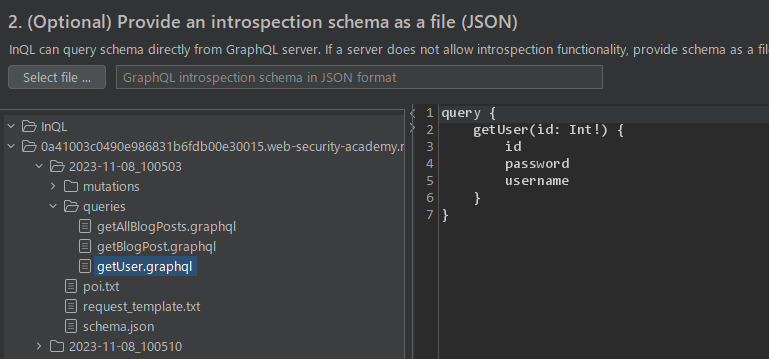 2. (Optional) Provide an introspection schema as a file (JSON)
InQL can query schema directly from GraphQL server. If a server does not allow introspection functionality, provide schema as a
Select file ...
GraphQL introspection schema in JSON format
InQL
0a41003c0490e986831b6fdb00e30015.web-security-academy.
2023-11-08_100503
mutations
queries
getAllBlogPosts.graphql
getBlogPost.graphql
getUser.graphql
poi.txt
request_template.txt
schema.json
2023-11-08_100510
1 query {
2 getUser(id: Int!) {
3 id
4 password
5 username
6 }
7 }